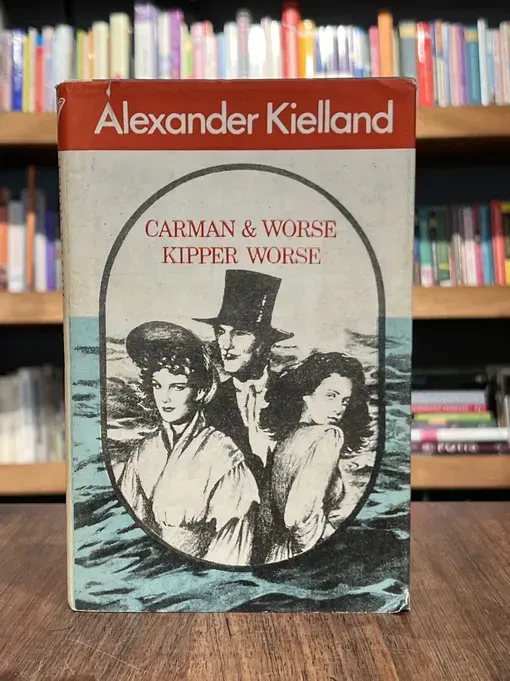 Alexander Kielland
CARMAN & WORSE
KIPPER WORSE